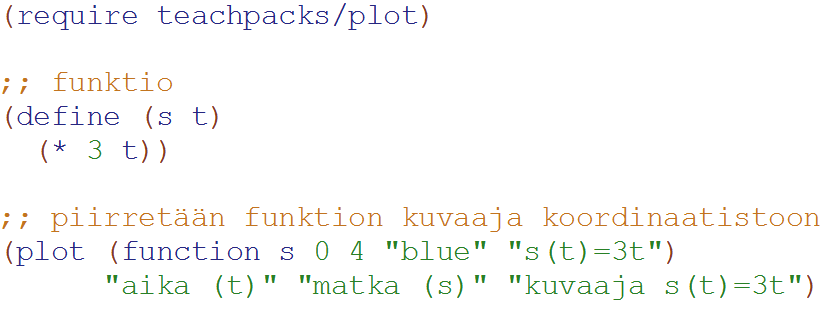 (require teachpacks/plot)
;; funktio
(define (s t)
(* 3 t))
;; piirretään funktion kuvaaja koordinaatistoon
(plot (function s 0 4 "blue" "s(t)=3t")
"aika (t)" "matka (s)" "kuvaaja s(t)=3t")